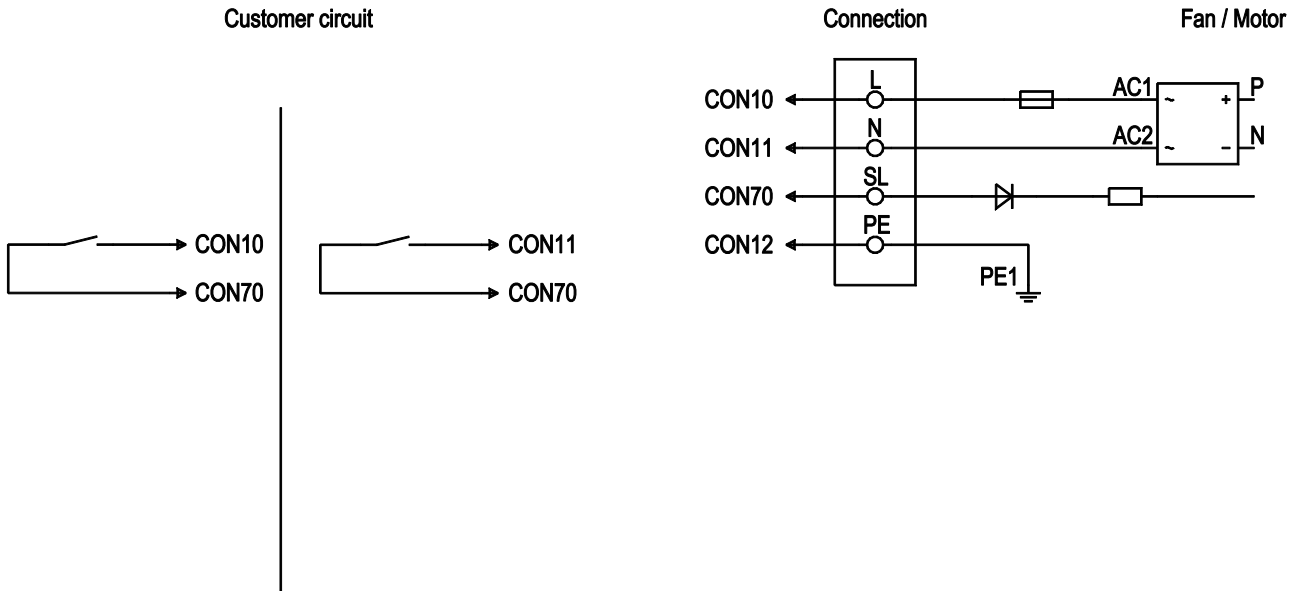 Customer circuit
Connection
Fan / Motor
CON10
L
AC1
~
+
P
CON11
N
AC2
~
−
N
CON70
SL
CON12
PE
PE1
CON10
CON70
CON11
CON70